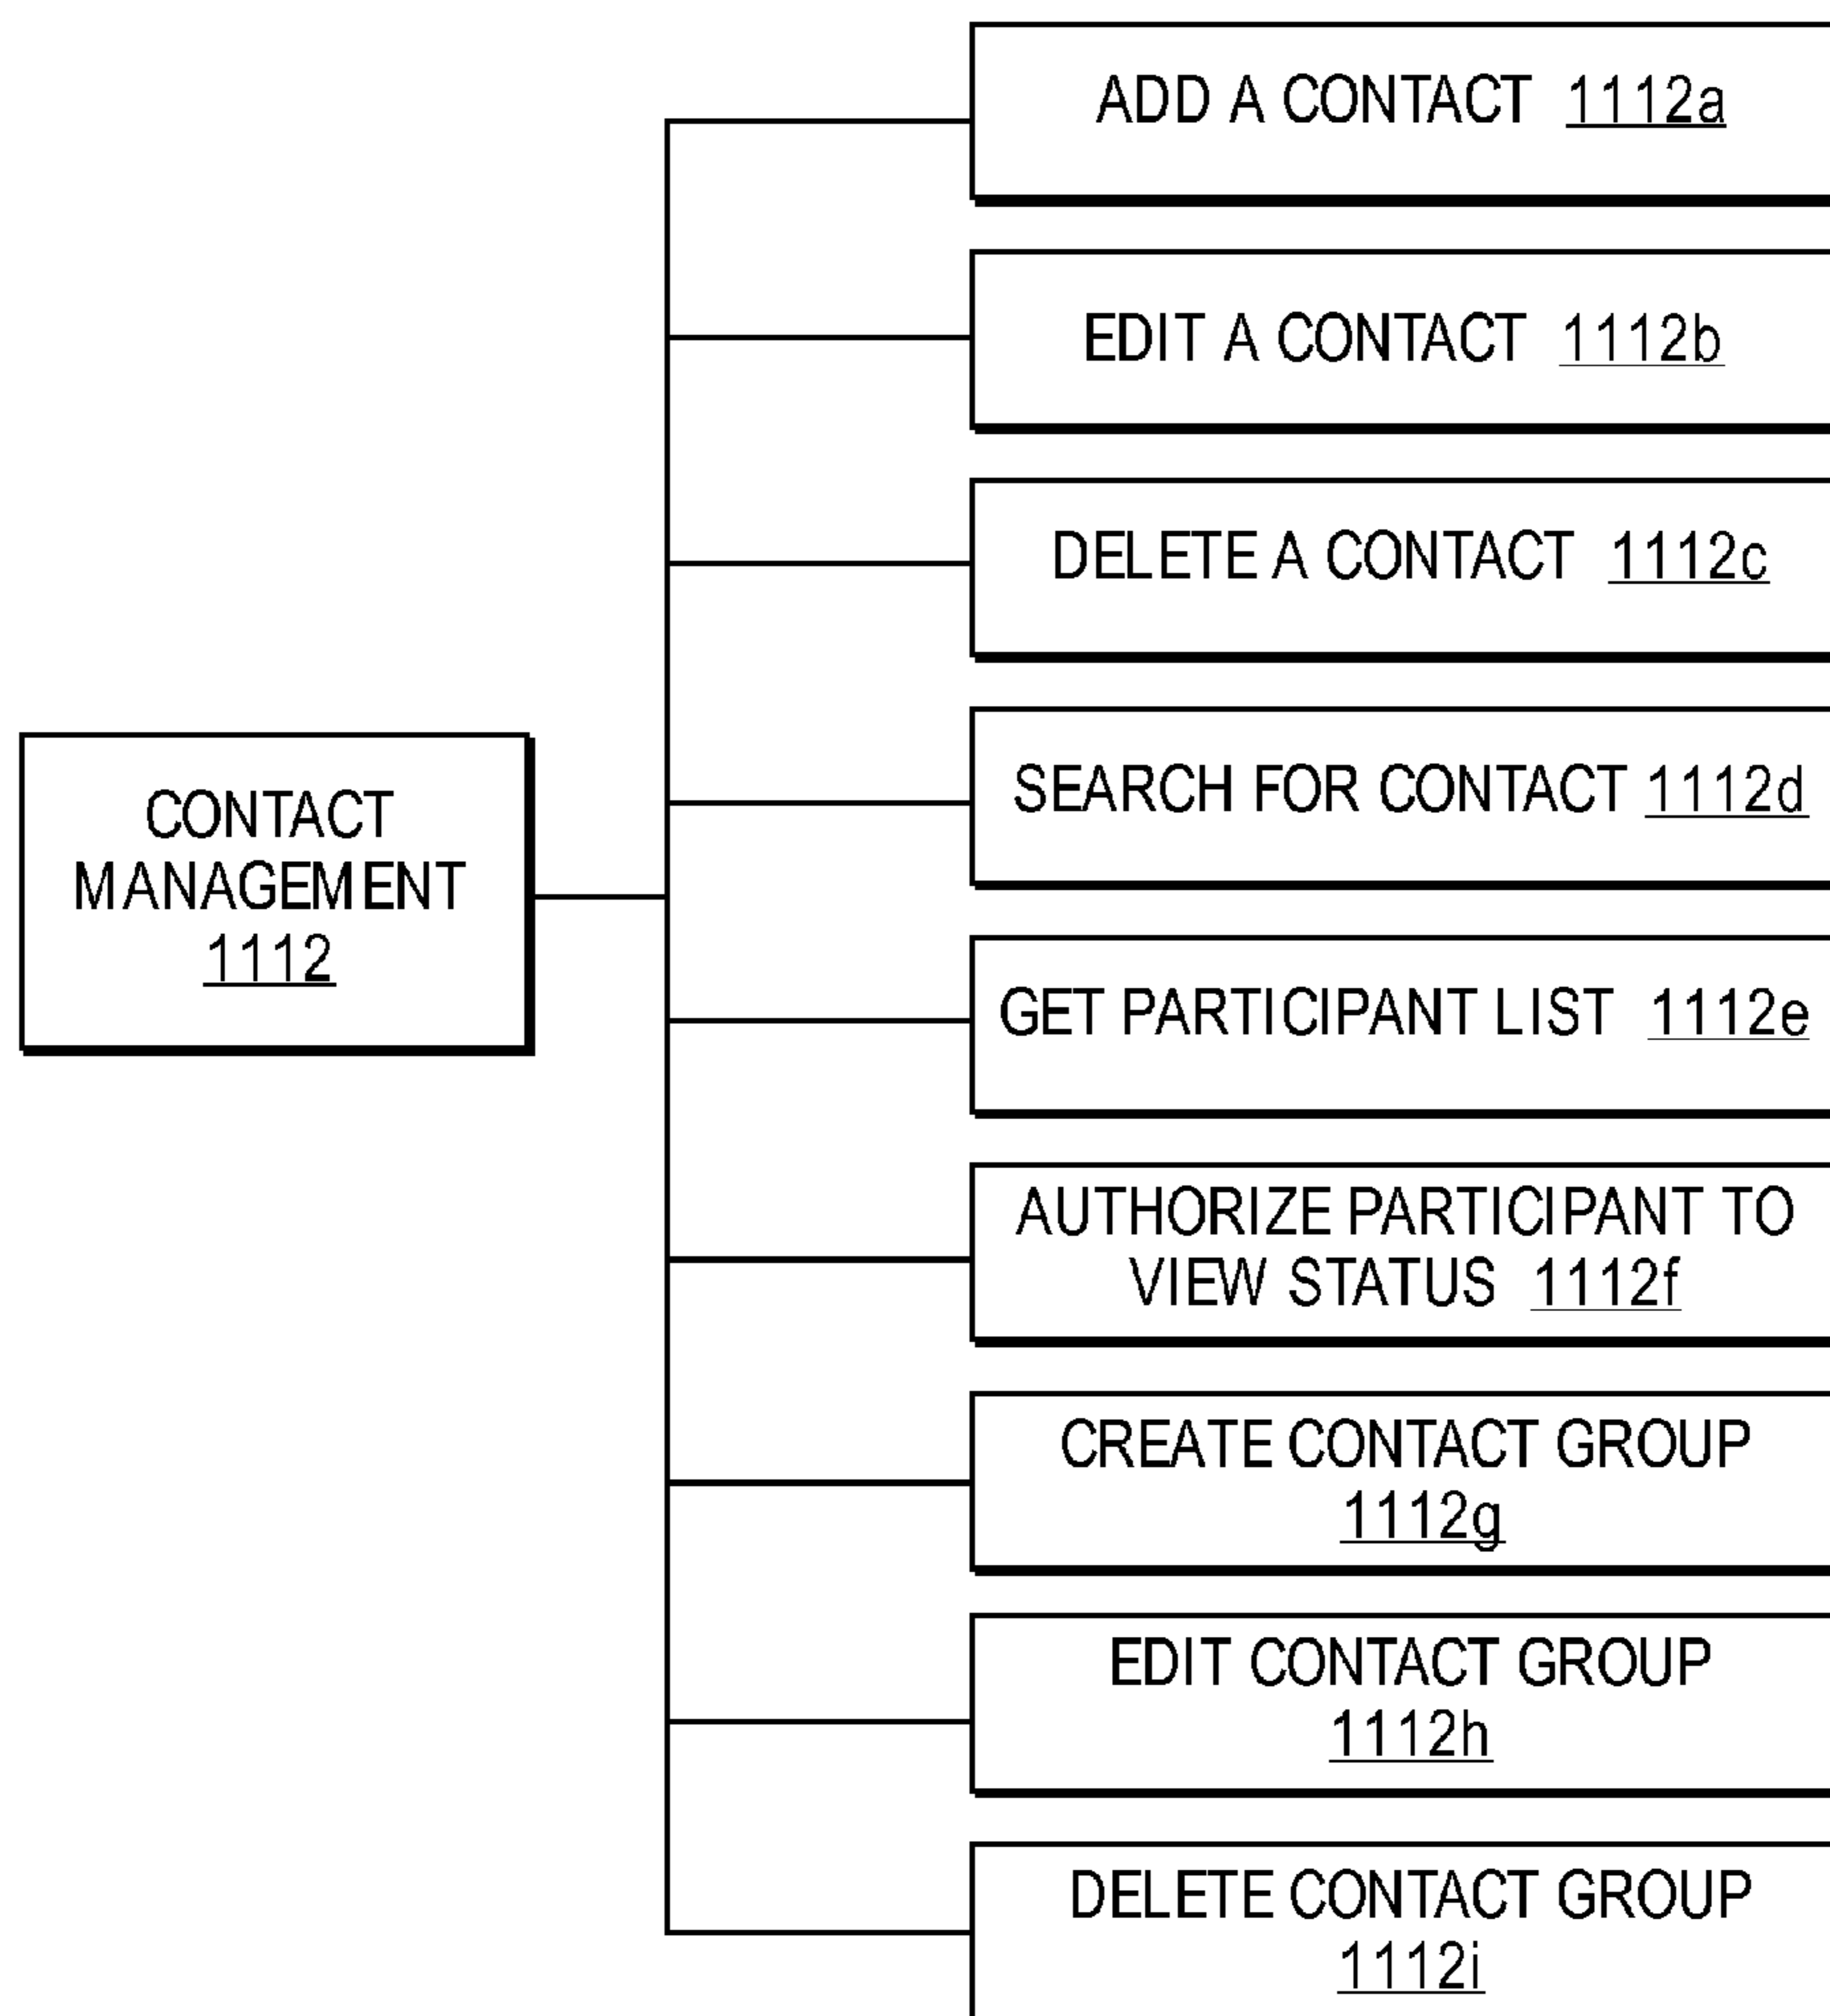 ADD A CONTACT 1112a
EDIT A CONTACT 1112b
DELETE A CONTACT 1112c
SEARCH FOR CONTACT 1112d
CONTACT
MANAGEMENT
1112
GET PARTICIPANT LIST 1112e
AUTHORIZE PARTICIPANT TO
VIEW STATUS 1112f
CREATE CONTACT GROUP
1112g
EDIT CONTACT GROUP
1112h
DELETE CONTACT GROUP
1112i